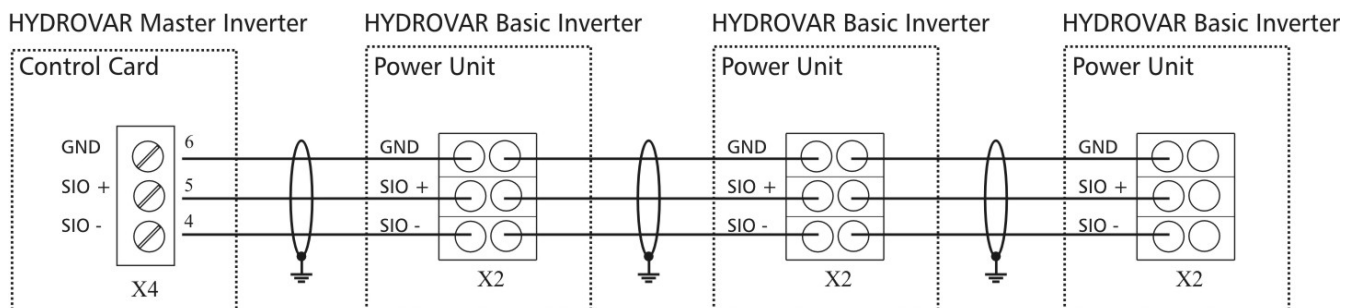 HYDROVAR Master Inverter HYDROVAR Basic Inverter HYDROVAR Basic Inverter HYDROVAR Basic Inverter
Control Card Power Unit Power Unit Power Unit
GND 6 GND GND GND
SIO + 5 SIO + SIO + SIO +
SIO - 4 SIO - SIO - SIO -
X4 X2 X2 X2